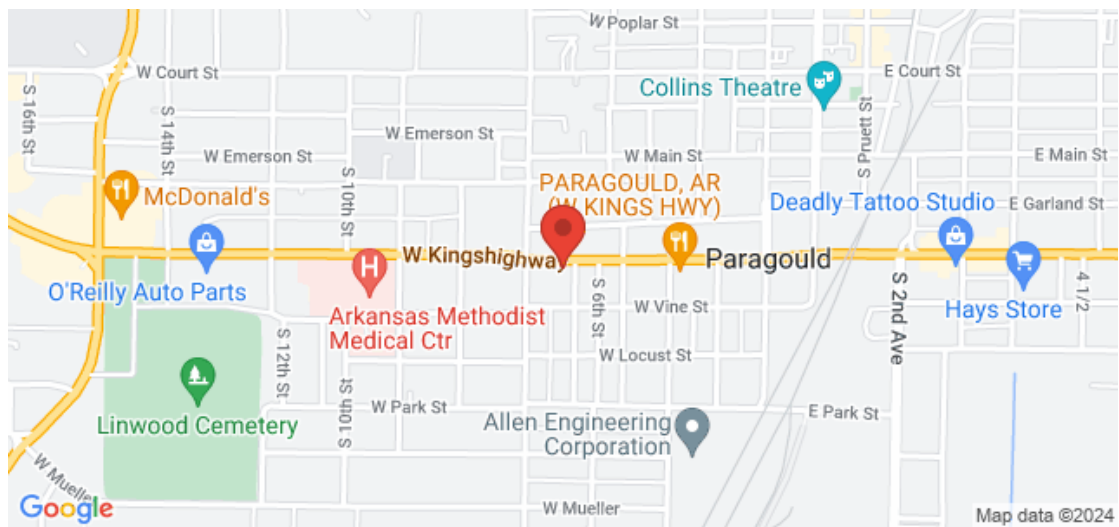 W Poplar St
W Court St
E Court St
Collins Theatre
S 16th St
S 14th St
W Emerson St
W Emerson St
S Pruett St
W Main St
E Main St
S 10th St
McDonald's
PARAGOULD, AR
(W KINGS HWY)
Deadly Tattoo Studio
E Garland St
W Kingshighway
Paragould
O'Reilly Auto Parts
Arkansas Methodist
Medical Ctr
S 6th St
W Vine St
S 2nd Ave
Hays Store
4.1/2
S 12th St
W Locust St
Linwood Cemetery
S 10th St
W Park St
Allen Engineering
Corporation
E Park St
W Mueller
W Mueller
Google
Map data ©2024